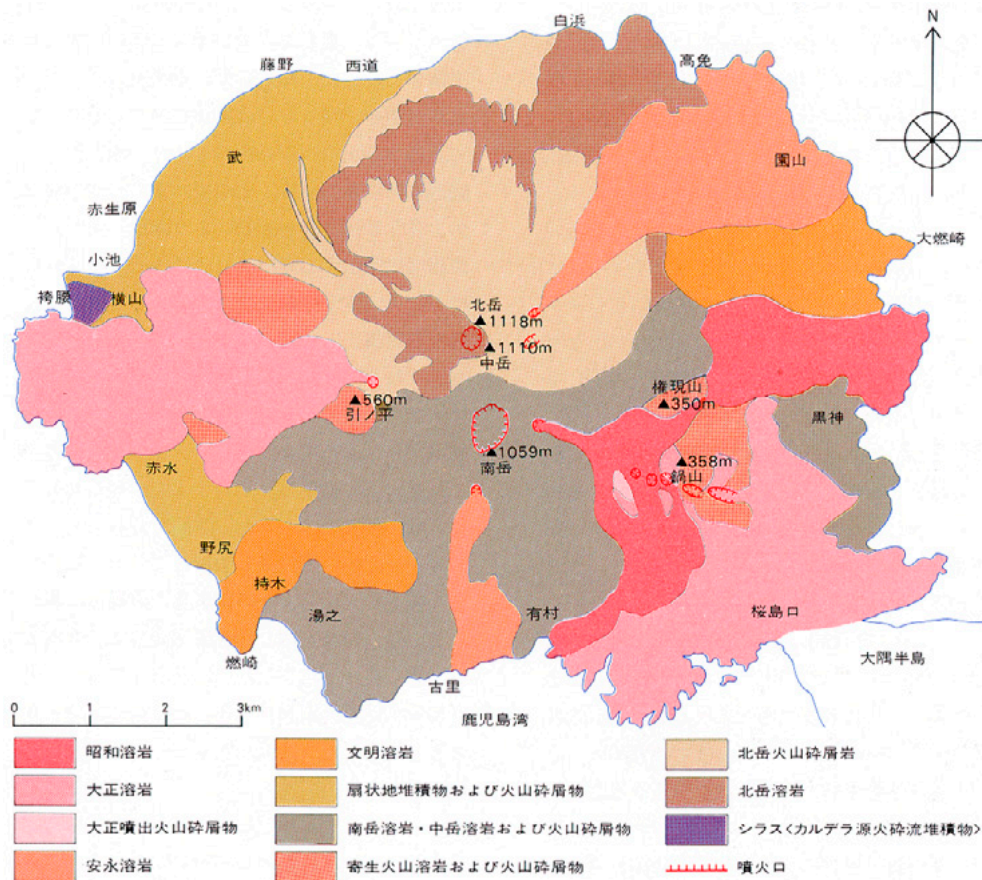 白浜
N
藤野
西道
高免
武
園山
赤生原
大燃崎
小池
袴腰
横山
北岳
▲1118m
▲1110m
中岳
権現山
▲350m
▲560m
引ノ平
黒神
▲1059m
南岳
▲358m
鍋山
赤水
野尻
持木
湯之
有村
桜島口
燃崎
大隅半島
古里
0 1 2 3km
鹿児島湾
昭和溶岩
大正溶岩
大正噴出火山砕屑物
安永溶岩
文明溶岩
扇状地堆積物および火山砕屑物
南岳溶岩・中岳溶岩および火山砕屑物
寄生火山溶岩および火山砕屑物
北岳火山砕屑岩
北岳溶岩
シラス<カルデラ源火砕流堆積物>
噴火口